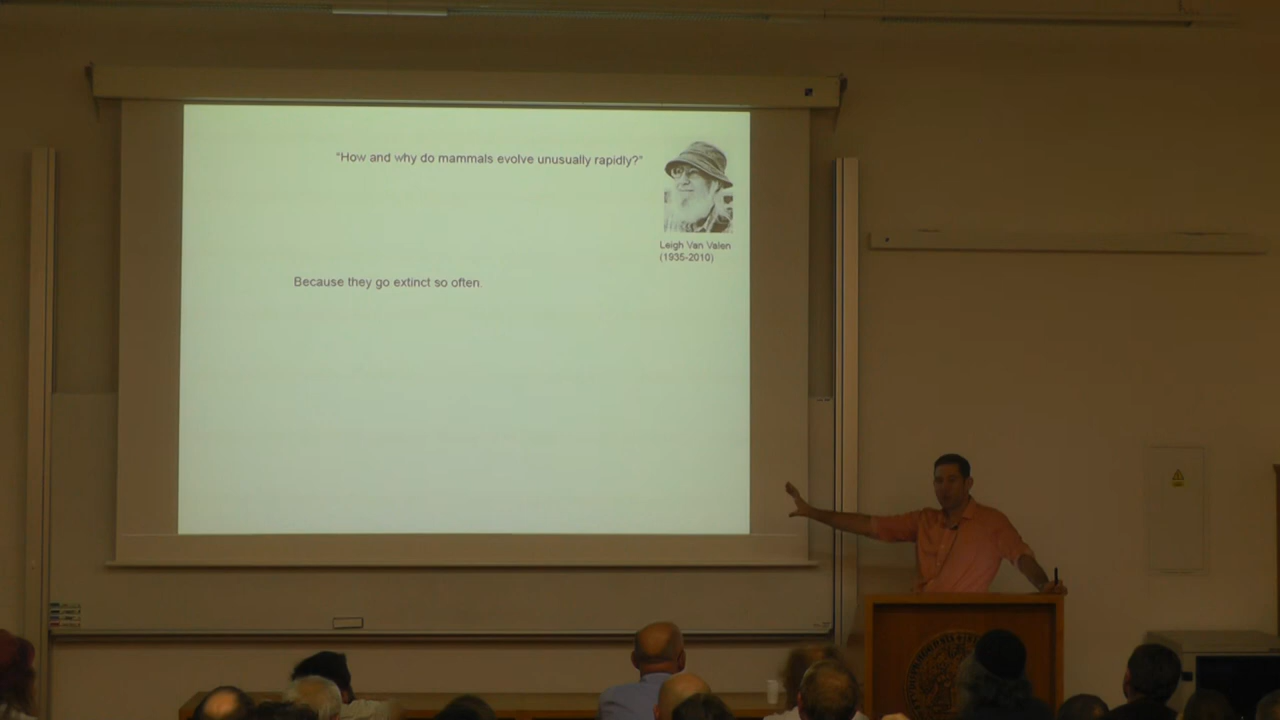 "How and why do mammals evolve unusually rapidly?"
Leigh Van Valen
(1935-2010)
Because they go extinct so often